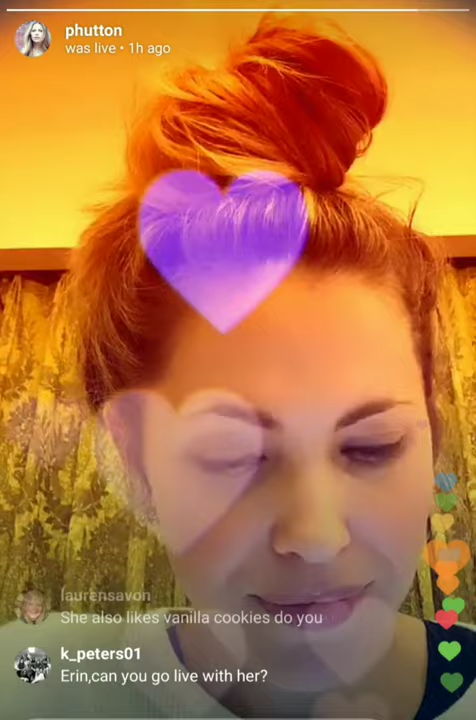 phutton
was live • 1h ago
laurensavon
She also likes vanilla cookies do you
k_peters01
Erin,can you go live with her?